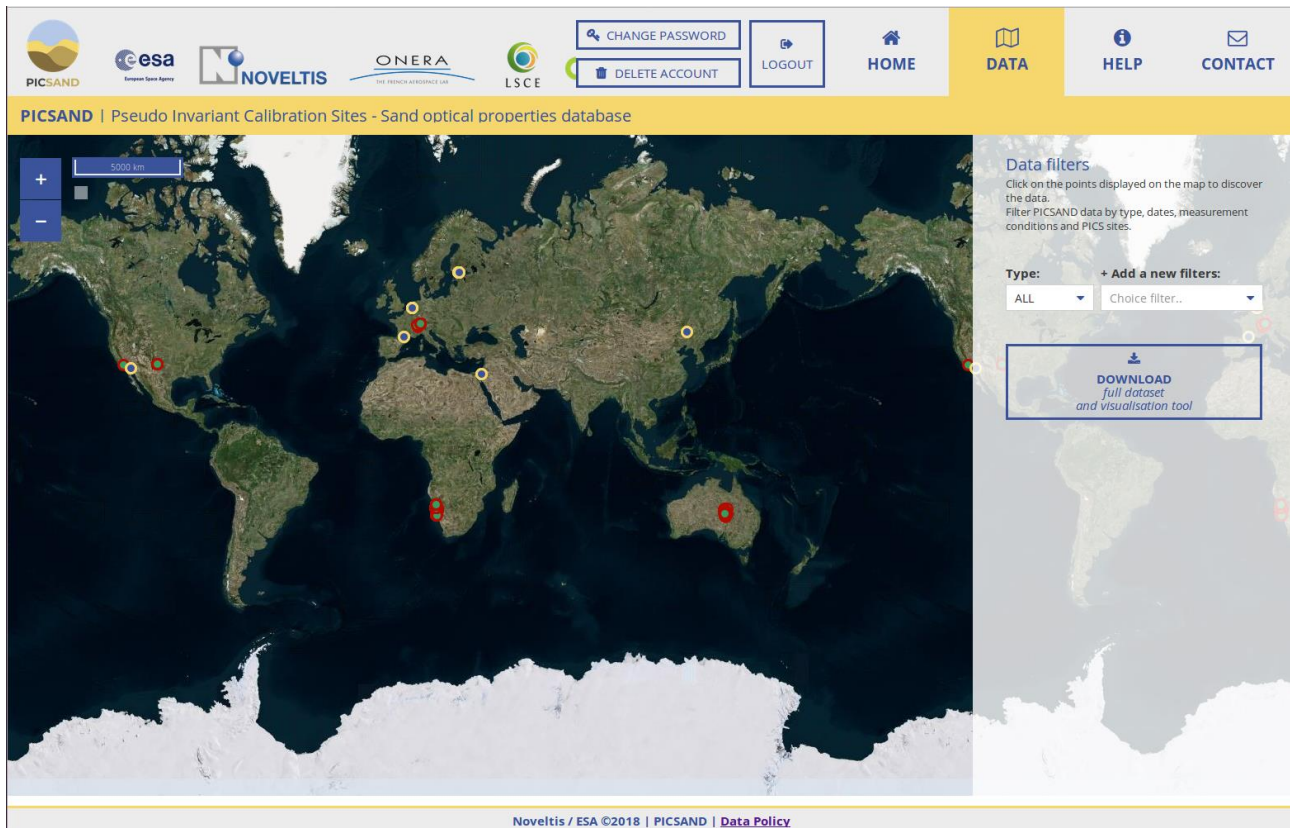 PICSAND
esa
European Space Agency
NOVELTIS
ONERA
THE FRENCH AEROSPACE LAB
LSCE
CHANGE PASSWORD
DELETE ACCOUNT
LOGOUT
HOME
DATA
HELP
CONTACT
PICSAND | Pseudo Invariant Calibration Sites - Sand optical properties database
+
5000 km
−
Data filters
Click on the points displayed on the map to discover
the data.
Filter PICSAND data by type, dates, measurement
conditions and PICS sites.
Type: + Add a new filters:
ALL Choice filter..
DOWNLOAD
full dataset
and visualisation tool
Noveltis / ESA ©2018 | PICSAND | Data Policy